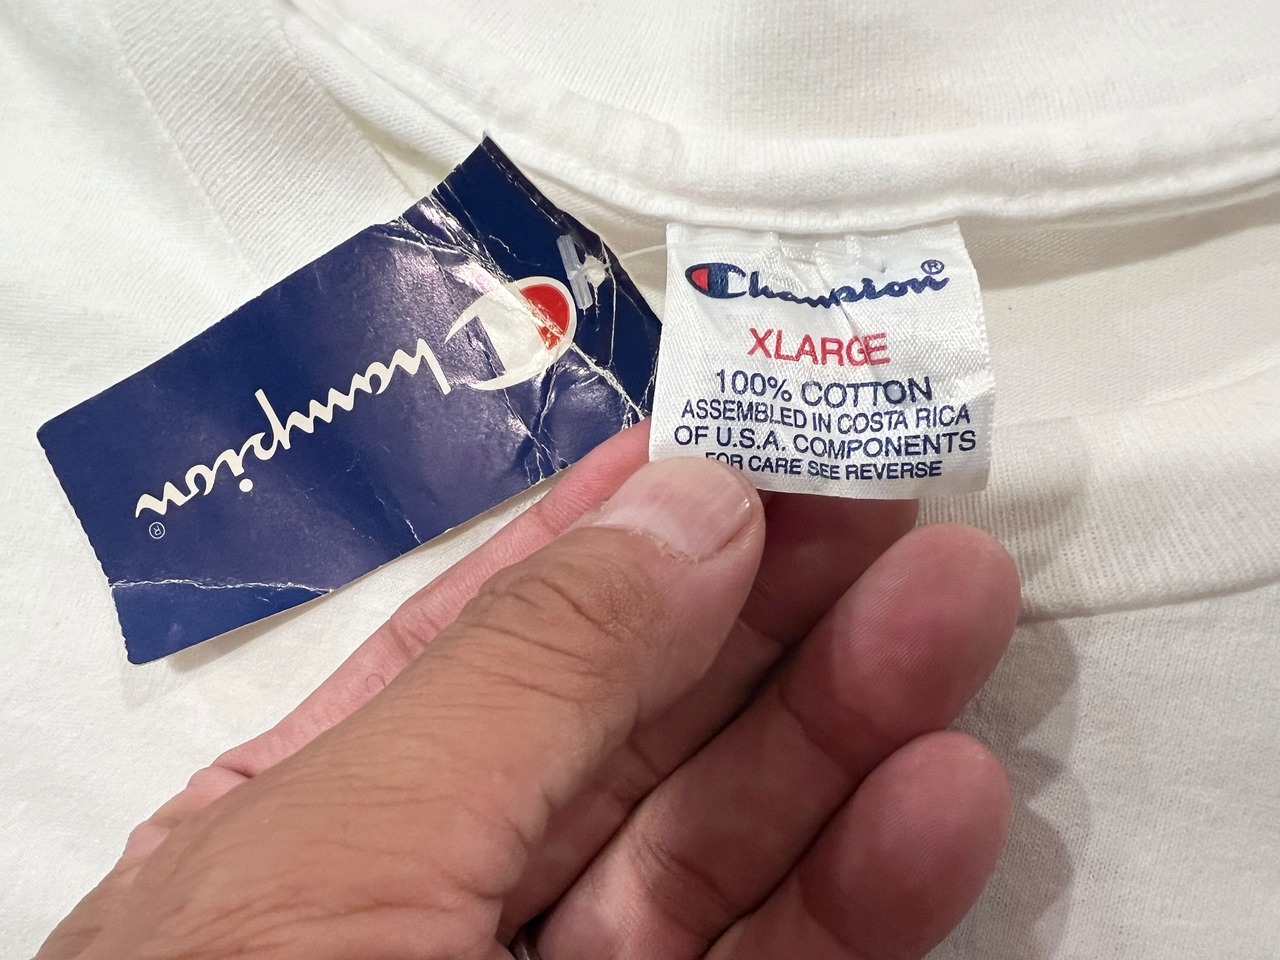 Champion®
Champion®
XLARGE
100% COTTON
ASSEMBLED IN COSTA RICA
OF U.S.A. COMPONENTS
FOR CARE SEE REVERSE